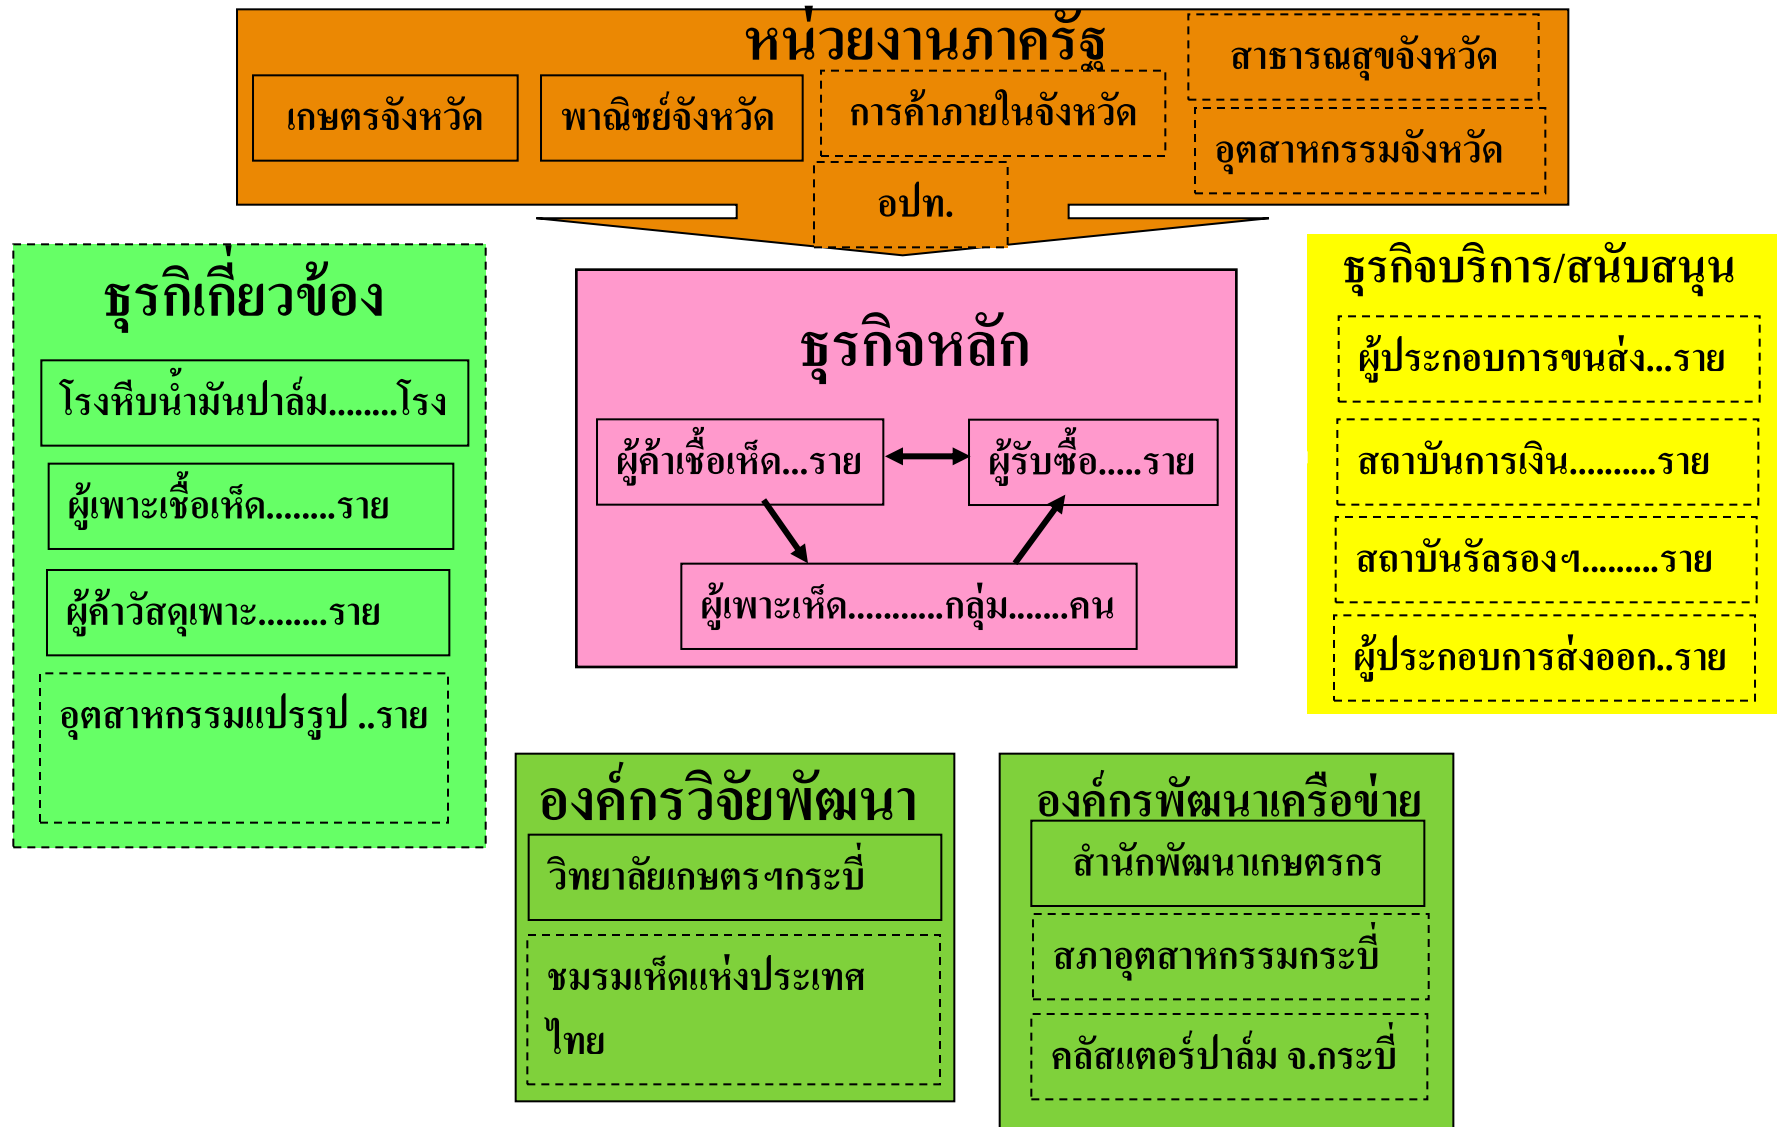 หน่วยงานภาครัฐ
สาธารณสุขจังหวัด
เกษตรจังหวัด
พาณิชย์จังหวัด
การค้าภายในจังหวัด
อุตสาหกรรมจังหวัด
อปท.
ธุรกิเกี่ยวข้อง
โรงหีบน้ำมันปาล์ม........โรง
ผู้เพาะเชื้อเห็ด........ราย
ผู้ค้าวัสดุเพาะ........ราย
อุตสาหกรรมแปรรูป ..ราย
ธุรกิจหลัก
ผู้ค้าเชื้อเห็ด...ราย
ผู้รับซื้อ.....ราย
ผู้เพาะเห็ด...........กลุ่ม.......คน
ธุรกิจบริการ/สนับสนุน
ผู้ประกอบการขนส่ง...ราย
สถาบันการเงิน..........ราย
สถาบันรัลรองฯ.........ราย
ผู้ประกอบการส่งออก..ราย
องค์กรวิจัยพัฒนา
วิทยาลัยเกษตรฯกระบี่
ชมรมเห็ดแห่งประเทศ
ไทย
องค์กรพัฒนาเครือข่าย
สำนักพัฒนาเกษตรกร
สภาอุตสาหกรรมกระบี่
คลัสแตอร์ปาล์ม จ.กระบี่